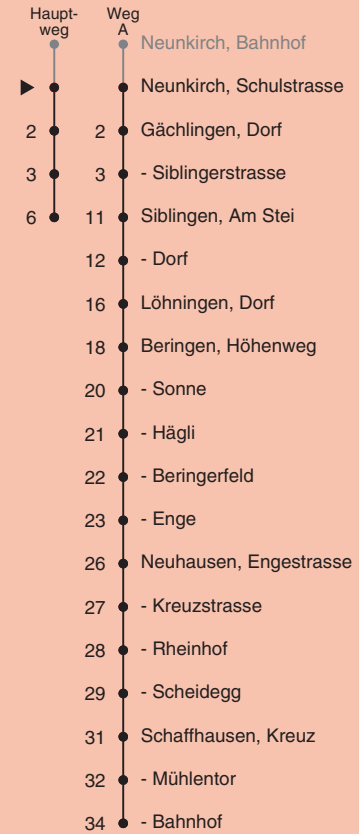 Haupt- Weg
weg A
Neunkirch, Bahnhof
Neunkirch, Schulstrasse
2 2 Gächlingen, Dorf
3 3 - Siblingerstrasse
6 11 Siblingen, Am Stei
12 - Dorf
16 Löhningen, Dorf
18 Beringen, Höhenweg
20 - Sonne
21 - Hägli
22 - Beringerfeld
23 - Enge
26 Neuhausen, Engestrasse
27 - Kreuzstrasse
28 - Rheinhof
29 - Scheidegg
31 Schaffhausen, Kreuz
32 - Mühlentor
34 - Bahnhof